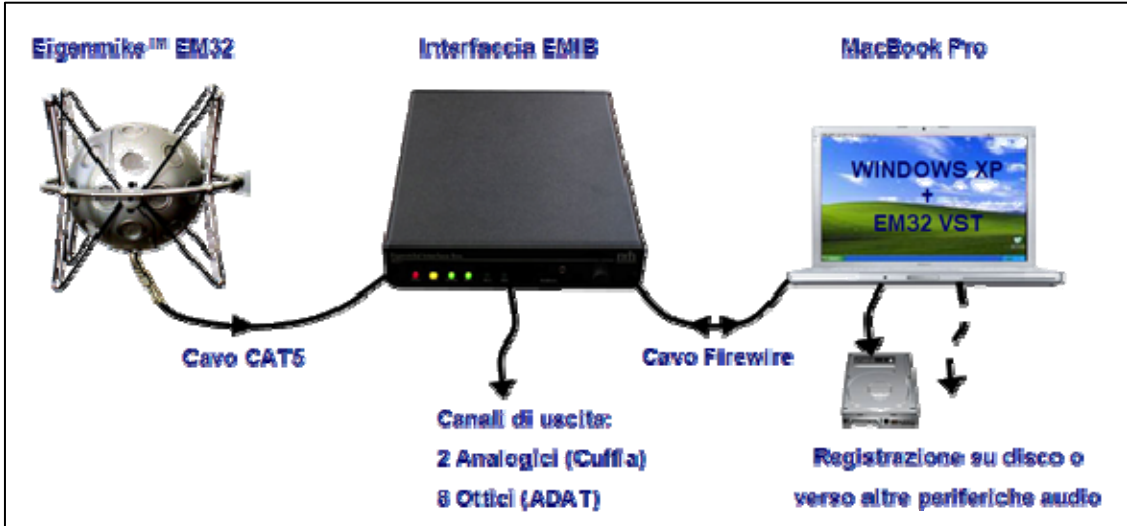 Eigenmike™ EM32
Interfaccia EMIB
MacBook Pro
WINDOWS XP
+
EM32 VST
Cavo CAT5
Cavo Firewire
Canali di uscita:
2 Analogici (Cuffia)
8 Ottici (ADAT)
Registrazione su disco o
verso altre periferiche audio